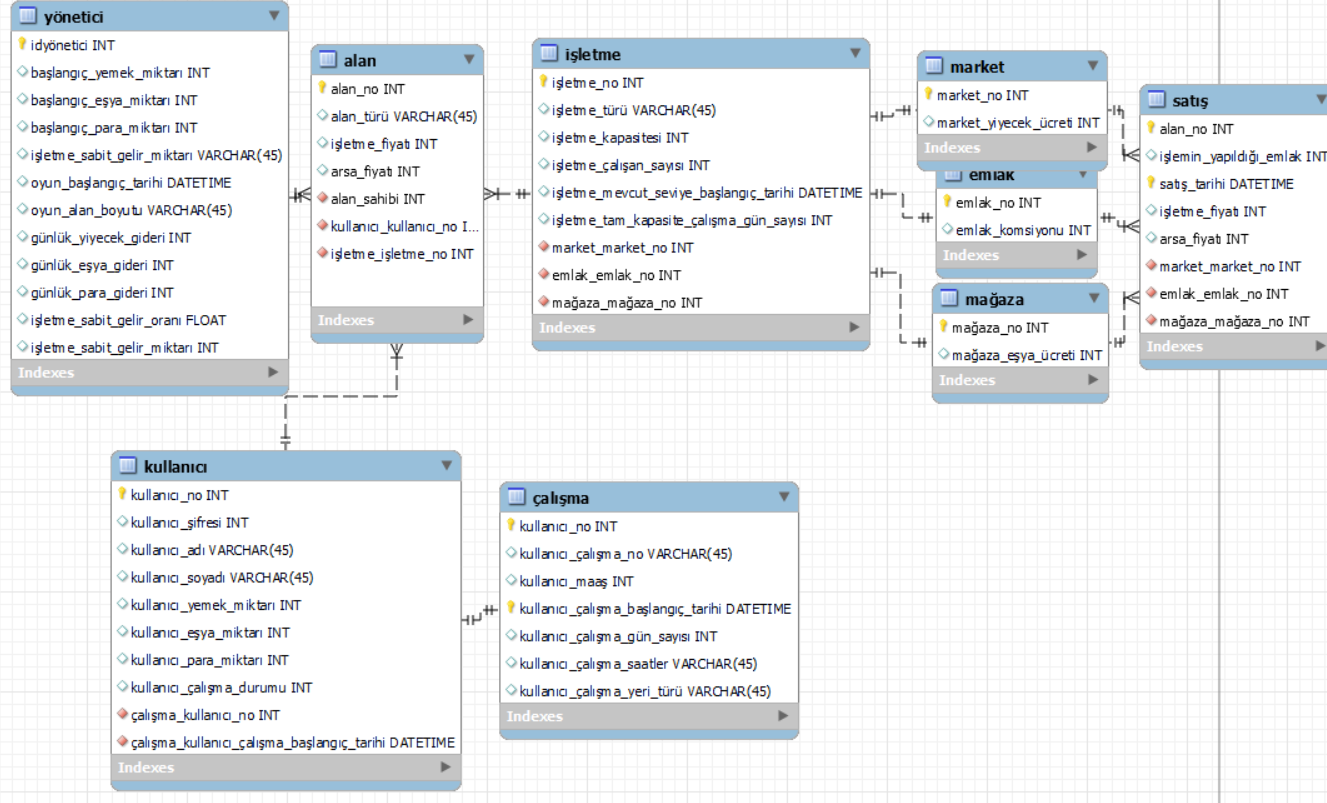 yönetici
idyönetici INT
başlangıç_yemek_miktarı INT
başlangıç_eşya_miktarı INT
başlangıç_para_miktarı INT
işletme_sabit_gelir_miktarı VARCHAR(45)
oyun_başlangıç_tarihi DATETIME
oyun_alan_boyutu VARCHAR(45)
günlük_yiyecek_gideri INT
günlük_eşya_gideri INT
günlük_para_gideri INT
işletme_sabit_gelir_oranı FLOAT
işletme_sabit_gelir_miktarı INT
Indexes
alan
alan_no INT
alan_türü VARCHAR(45)
işletme_fiyatı INT
arsa_fiyatı INT
alan_sahibi INT
kullanıcı_kullanıcı_no I...
işletme_işletme_no INT
Indexes
işletme
işletme_no INT
işletme_türü VARCHAR(45)
işletme_kapasitesi INT
işletme_çalışan_sayısı INT
işletme_mevcut_seviye_başlangıç_tarihi DATETIME
işletme_tam_kapasite_çalışma_gün_sayısı INT
market_market_no INT
emlak_emlak_no INT
mağaza_mağaza_no INT
Indexes
market
market_no INT
market_yiyecek_ücreti INT
Indexes
emlak
emlak_no INT
emlak_komsiyonu INT
Indexes
mağaza
mağaza_no INT
mağaza_eşya_ücreti INT
Indexes
satış
alan_no INT
işlemin_yapıldığı_emlak INT
satış_tarihi DATETIME
işletme_fiyatı INT
arsa_fiyatı INT
market_market_no INT
emlak_emlak_no INT
mağaza_mağaza_no INT
Indexes
kullanıcı
kullanıcı_no INT
kullanıcı_şifresi INT
kullanıcı_adı VARCHAR(45)
kullanıcı_soyadı VARCHAR(45)
kullanıcı_yemek_miktarı INT
kullanıcı_eşya_miktarı INT
kullanıcı_para_miktarı INT
kullanıcı_çalışma_durumu INT
çalışma_kullanıcı_no INT
çalışma_kullanıcı_çalışma_başlangıç_tarihi DATETIME
Indexes
çalışma
kullanıcı_no INT
kullanıcı_çalışma_no VARCHAR(45)
kullanıcı_maaş INT
kullanıcı_çalışma_başlangıç_tarihi DATETIME
kullanıcı_çalışma_gün_sayısı INT
kullanıcı_çalışma_saatler VARCHAR(45)
kullanıcı_çalışma_yeri_türü VARCHAR(45)
Indexes